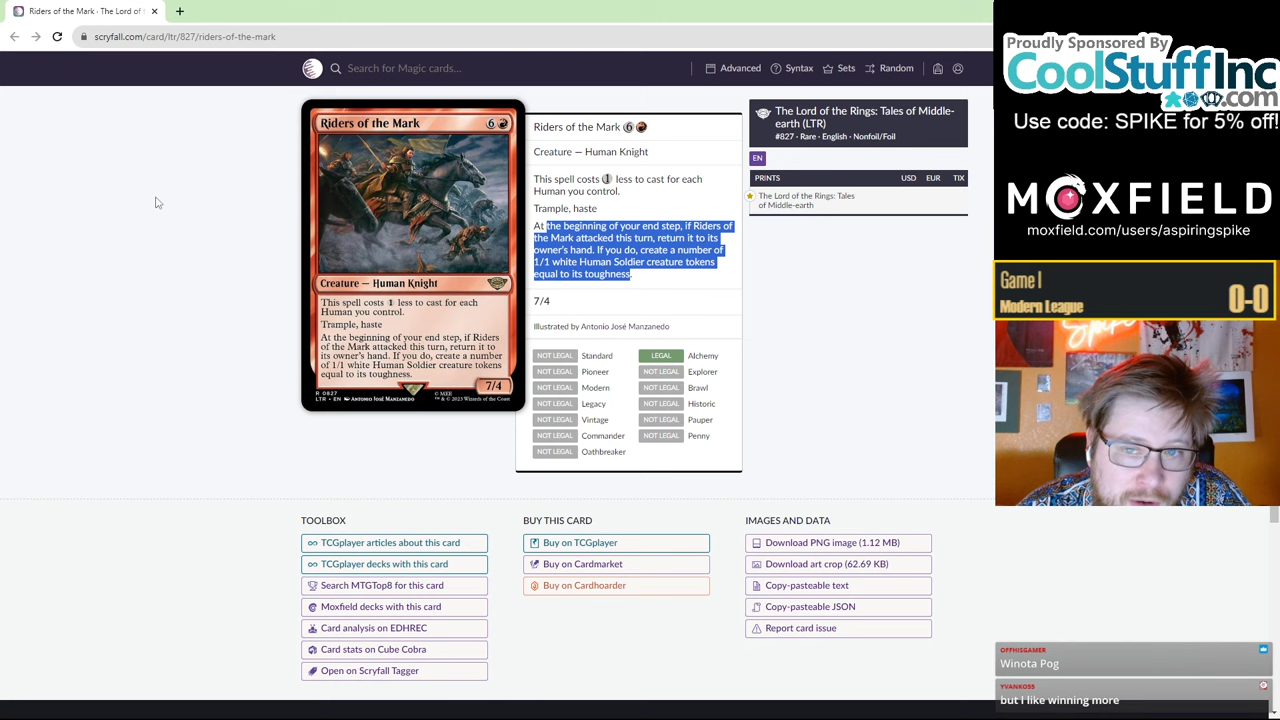 Riders of the Mark · The Lord of t
scryfall.com/card/ltr/827/riders-of-the-mark
Search for Magic cards...
Advanced
Syntax
Sets
Random
Riders of the Mark 6
Creature — Human Knight
This spell costs 1 less to cast for each
Human you control.
Trample, haste
At the beginning of your end step, if Riders
of the Mark attacked this turn, return it to
its owner's hand. If you do, create a number
of 1/1 white Human Soldier creature tokens
equal to its toughness.
7/4
R 0827
LTR • EN ANTONIO JOSÉ MANZANEDO
© MEE
™ & © 2023 Wizards of the Coast
Riders of the Mark 6
Creature — Human Knight
This spell costs 1 less to cast for each
Human you control.
Trample, haste
At the beginning of your end step, if Riders of
the Mark attacked this turn, return it to its
owner's hand. If you do, create a number of
1/1 white Human Soldier creature tokens
equal to its toughness.
7/4
Illustrated by Antonio José Manzanedo
NOT LEGAL Standard LEGAL Alchemy
NOT LEGAL Pioneer NOT LEGAL Explorer
NOT LEGAL Modern NOT LEGAL Brawl
NOT LEGAL Legacy NOT LEGAL Historic
NOT LEGAL Vintage NOT LEGAL Pauper
NOT LEGAL Commander NOT LEGAL Penny
NOT LEGAL Oathbreaker
The Lord of the Rings: Tales of Middle-
earth (LTR)
#827 · Rare · English · Nonfoil/Foil
EN
PRINTS USD EUR TIX
The Lord of the Rings: Tales
of Middle-earth
TOOLBOX
TCGplayer articles about this card
TCGplayer decks with this card
Search MTGTop8 for this card
Moxfield decks with this card
Card analysis on EDHREC
Card stats on Cube Cobra
Open on Scryfall Tagger
BUY THIS CARD
Buy on TCGplayer
Buy on Cardmarket
Buy on Cardhoarder
IMAGES AND DATA
Download PNG image (1.12 MB)
Download art crop (62.69 KB)
Copy-pasteable text
Copy-pasteable JSON
Report card issue
Proudly Sponsored By
CoolStuffInc
.com
Use code: SPIKE for 5% off!
MOXFIELD
moxfield.com/users/aspiringspike
Game 1
Modern League
0-0
OFFHISGAMER
Winota Pog
YVANKOSS
but I like winning more